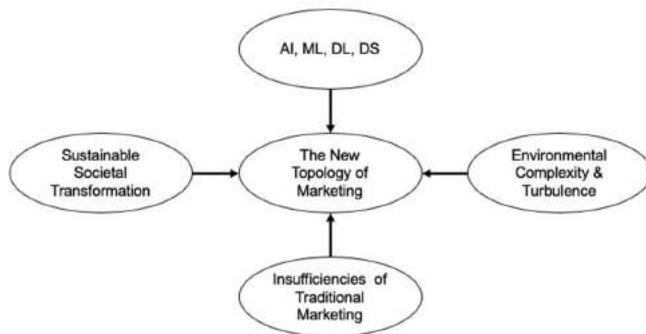 AI, ML, DL, DS
Sustainable
Societal
Transformation
The New
Topology of
Marketing
Environmental
Complexity &
Turbulence
Insufficiencies of
Traditional
Marketing